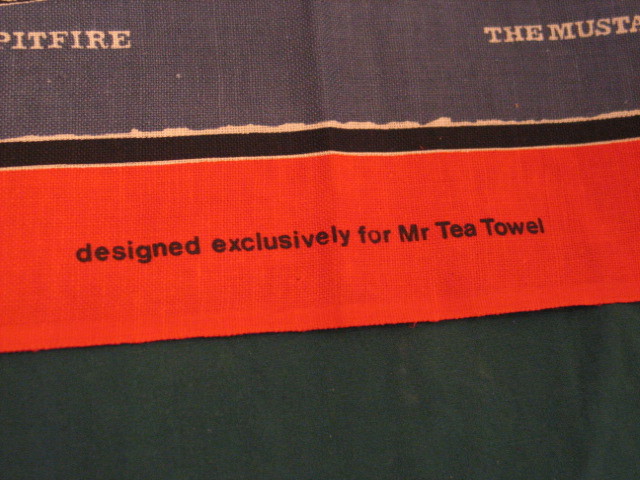 PITFIRE
THE MUSTA
designed exclusively for Mr Tea Towel